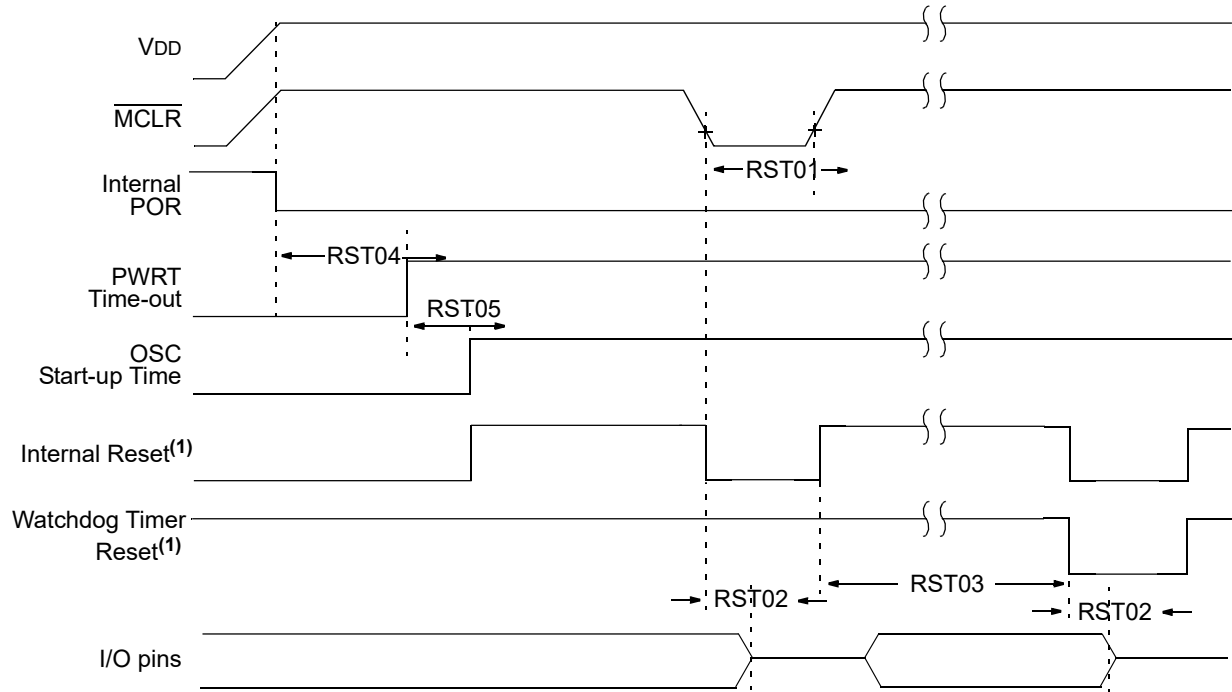 VDD
MCLR
RST01
Internal
POR
RST04
PWRT
Time-out
RST05
OSC
Start-up Time
Internal Reset(1)
Watchdog Timer
Reset(1)
RST03
RST02
RST02
I/O pins